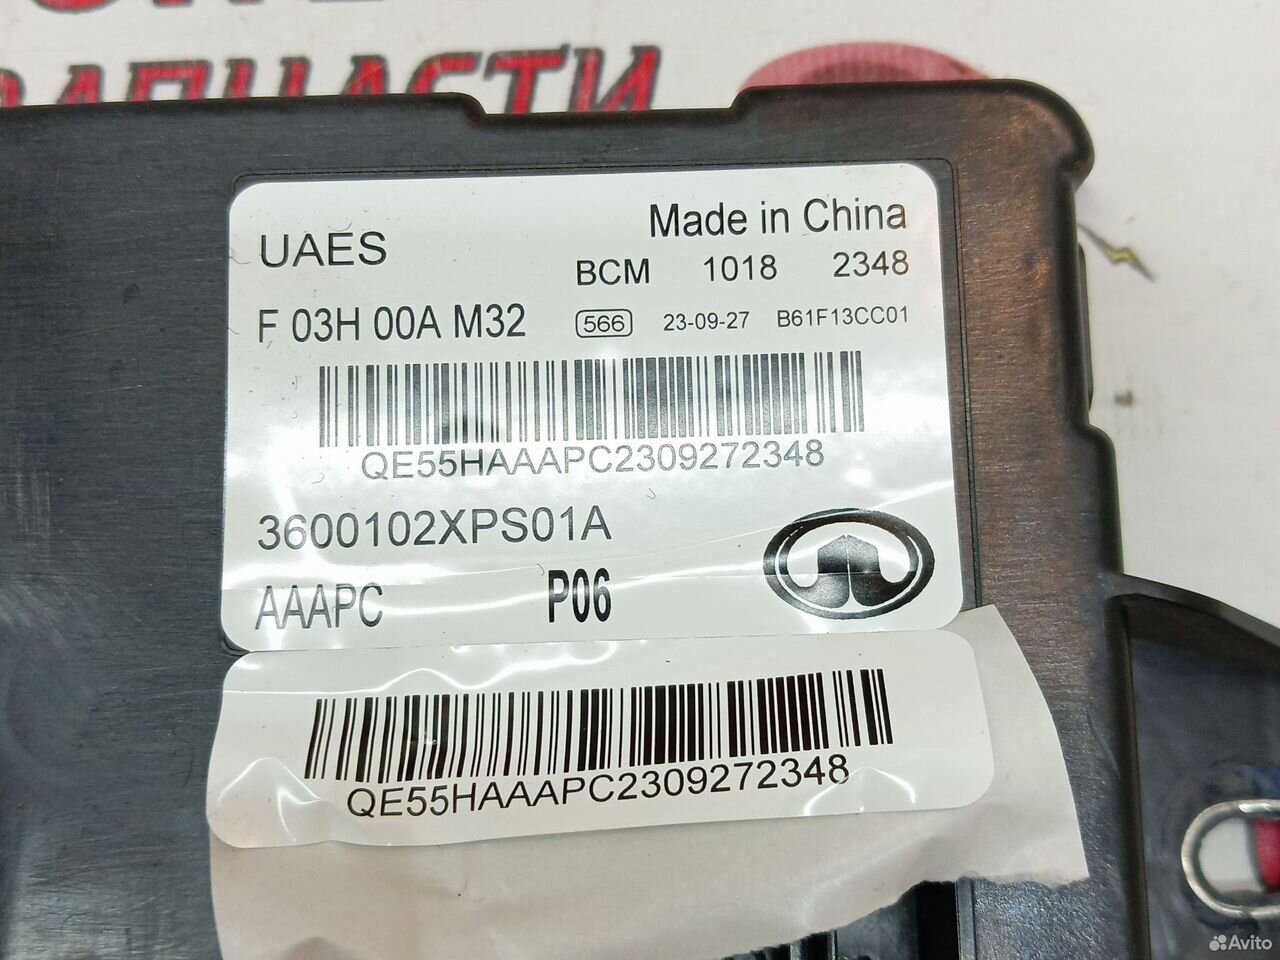 ЗАПЧАСТИ
UAES
Made in China
BCM 1018 2348
F 03H 00A M32
566 23-09-27 B61F13CC01
QE55HAAAPC2309272348
3600102XPS01A
AAAPC P06
QE55HAAAPC2309272348
Avito